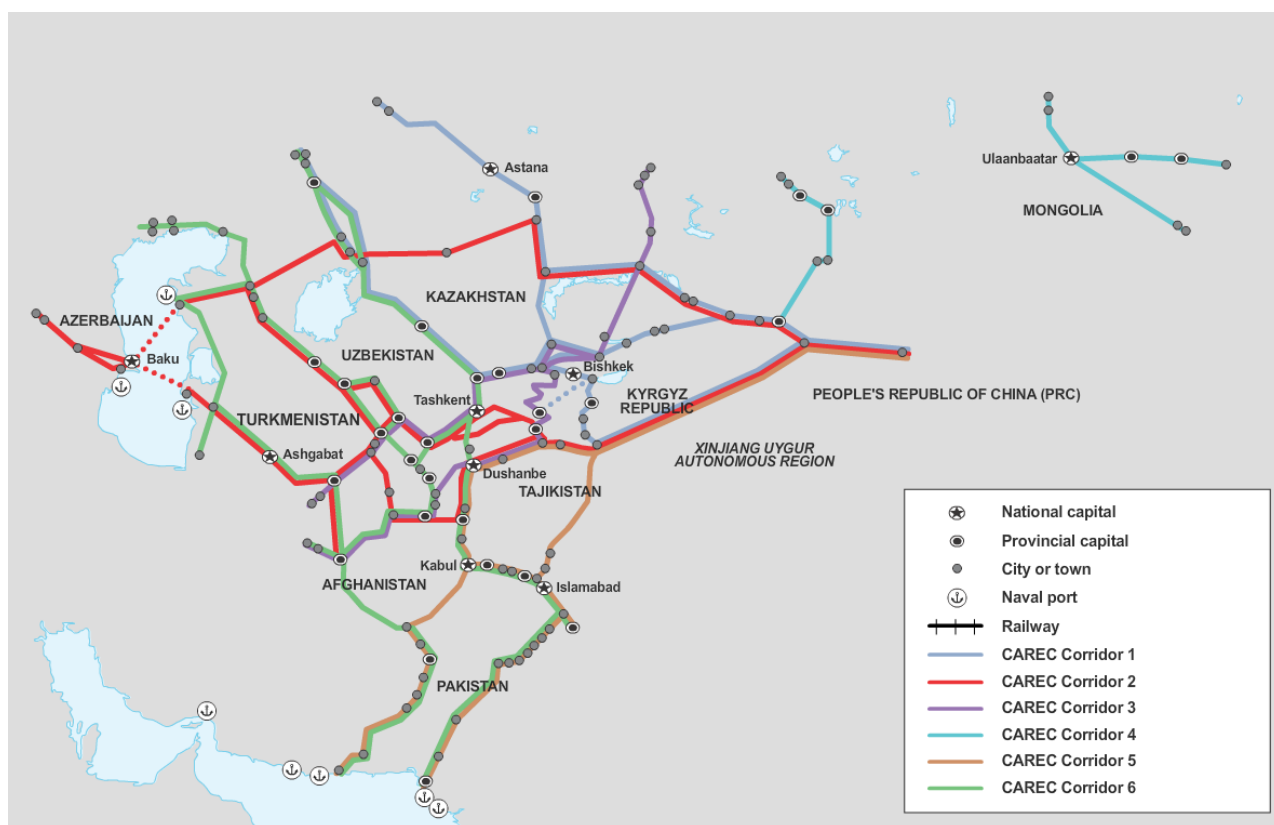 Astana
Ulaanbaatar
MONGOLIA
KAZAKHSTAN
AZERBAIJAN
Baku
UZBEKISTAN
Bishkek
KYRGYZ
REPUBLIC
PEOPLE'S REPUBLIC OF CHINA (PRC)
Tashkent
TURKMENISTAN
Ashgabat
XINJIANG UYGUR
AUTONOMOUS REGION
Dushanbe
TAJIKISTAN
Kabul
AFGHANISTAN
Islamabad
PAKISTAN
National capital
Provincial capital
City or town
Naval port
Railway
CAREC Corridor 1
CAREC Corridor 2
CAREC Corridor 3
CAREC Corridor 4
CAREC Corridor 5
CAREC Corridor 6